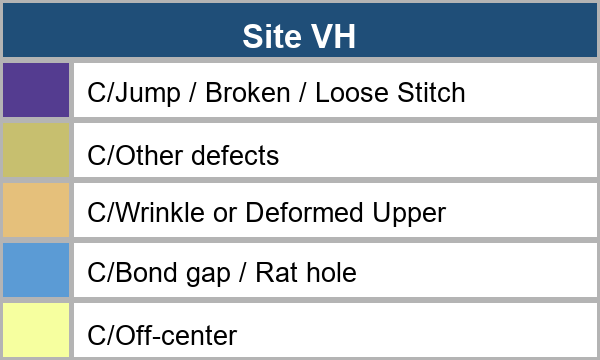 Site VH
C/Jump / Broken / Loose Stitch
C/Other defects
C/Wrinkle or Deformed Upper
C/Bond gap / Rat hole
C/Off-center